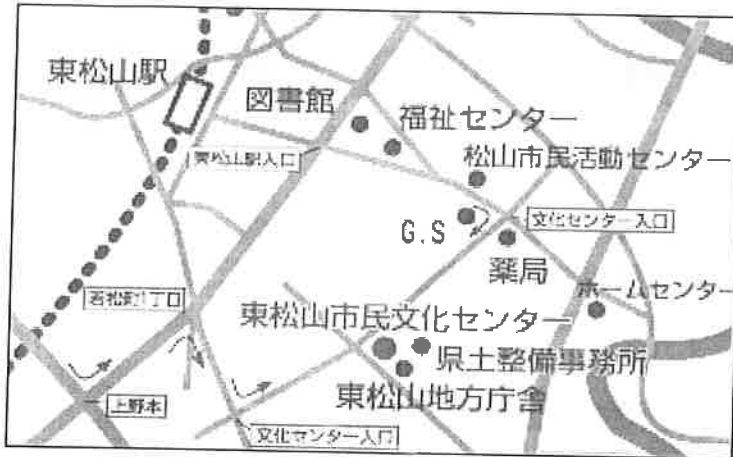 東松山駅
図書館
福祉センター
東松山駅入口
松山市民活動センター
G.S
文化センター入口
薬局
若松町1丁目
ホームセンター
東松山市民文化センター
県土整備事務所
上野本
東松山地方庁舎
文化センター入口